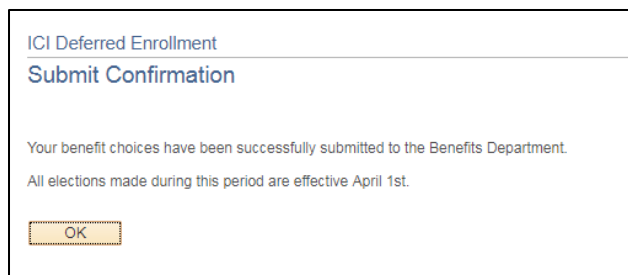 ICI Deferred Enrollment
Submit Confirmation
Your benefit choices have been successfully submitted to the Benefits Department.
All elections made during this period are effective April 1st.
OK